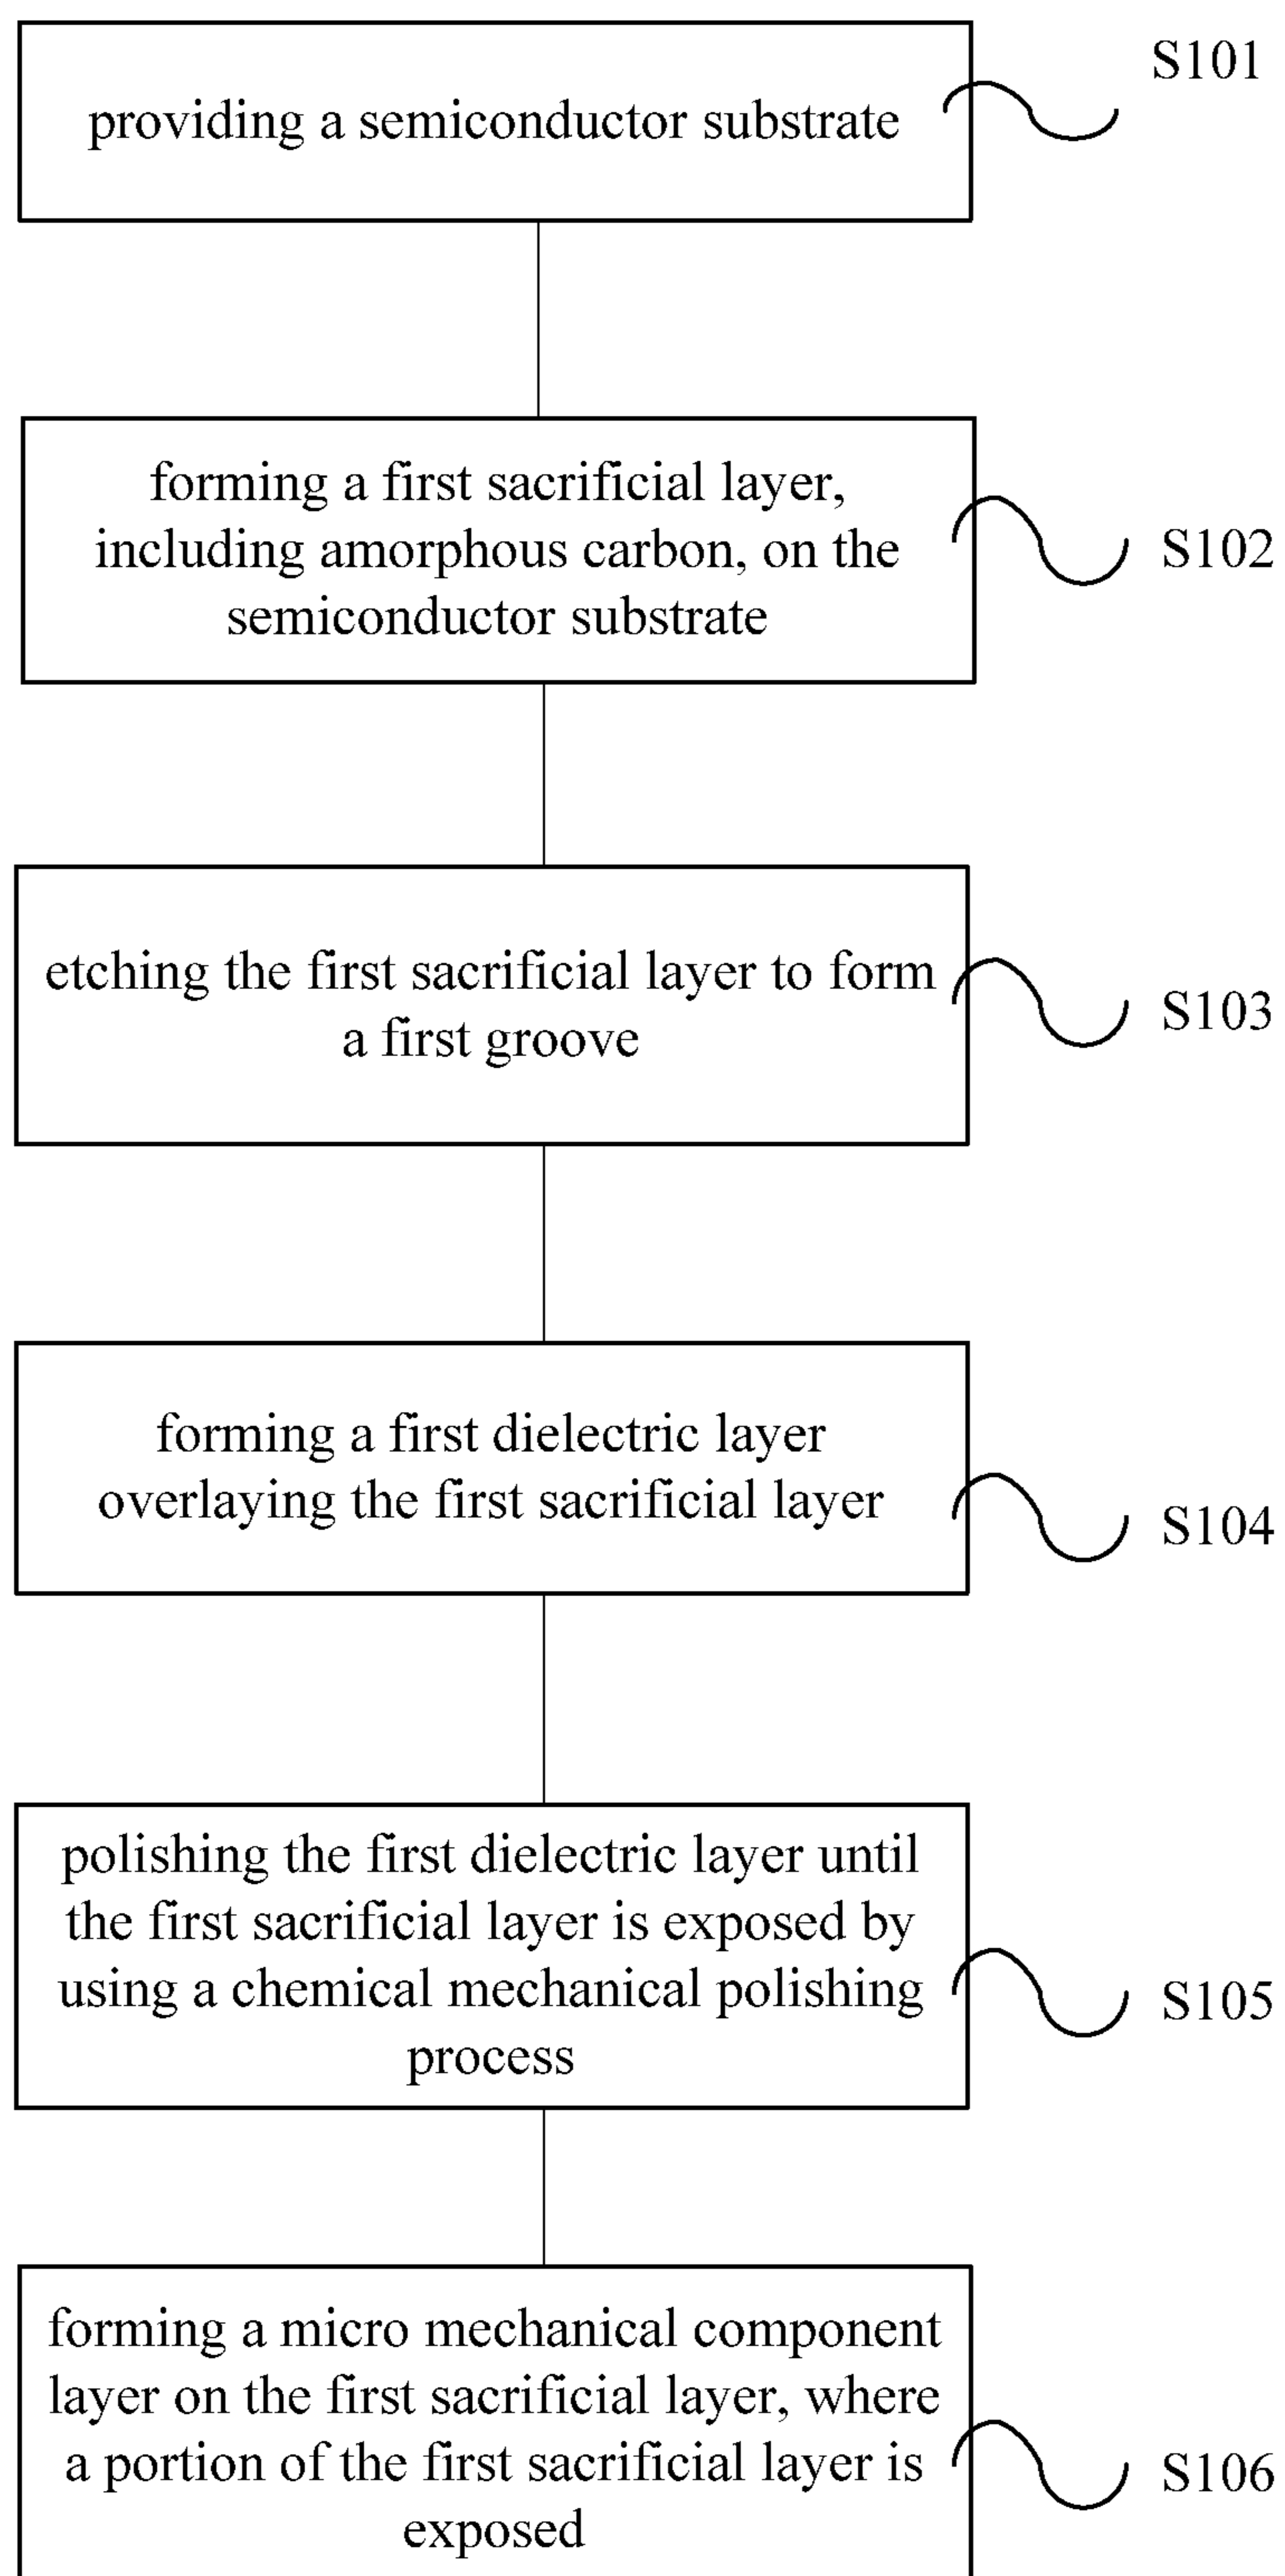 providing a semiconductor substrate
S101
forming a first sacrificial layer,
including amorphous carbon, on the
semiconductor substrate
S102
etching the first sacrificial layer to form
a first groove
S103
forming a first dielectric layer
overlaying the first sacrificial layer
S104
polishing the first dielectric layer until
the first sacrificial layer is exposed by
using a chemical mechanical polishing
process
S105
forming a micro mechanical component
layer on the first sacrificial layer, where
a portion of the first sacrificial layer is
exposed
S106